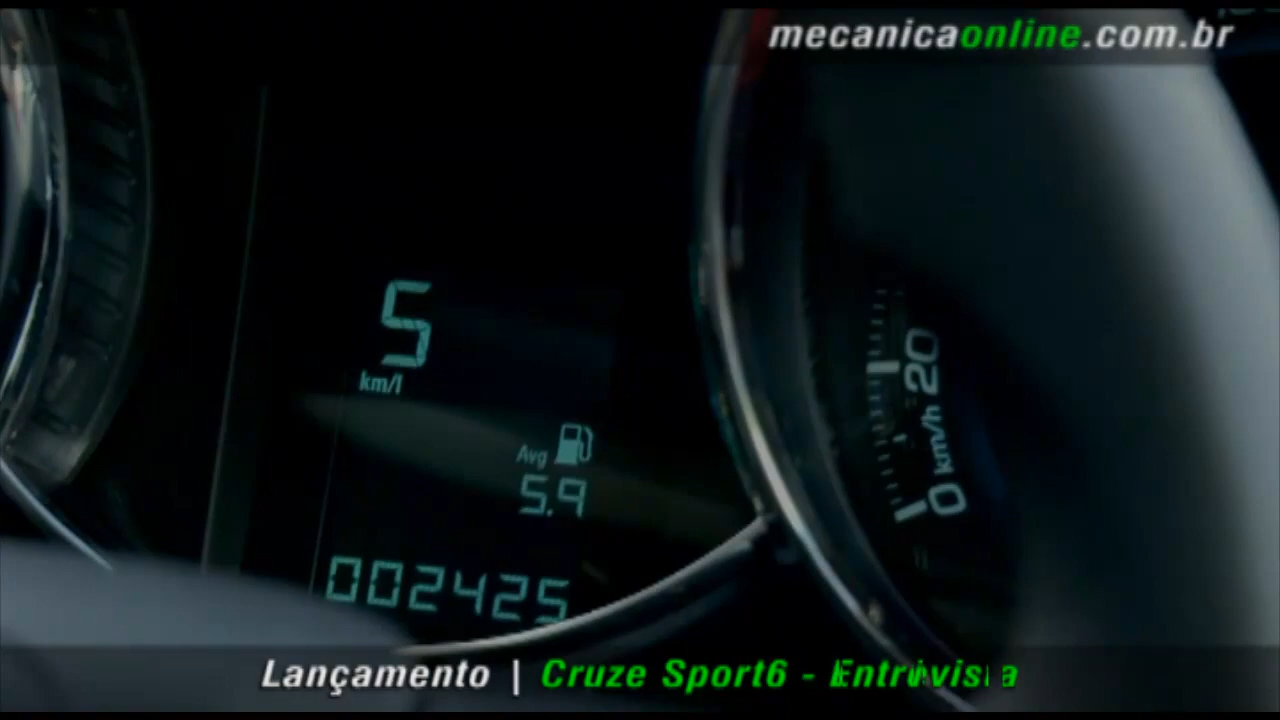 mecanicaonline.com.br
5
km/l
Avg
5.9
002425
20
km/h
0
Lançamento | Cruze Sport6 -